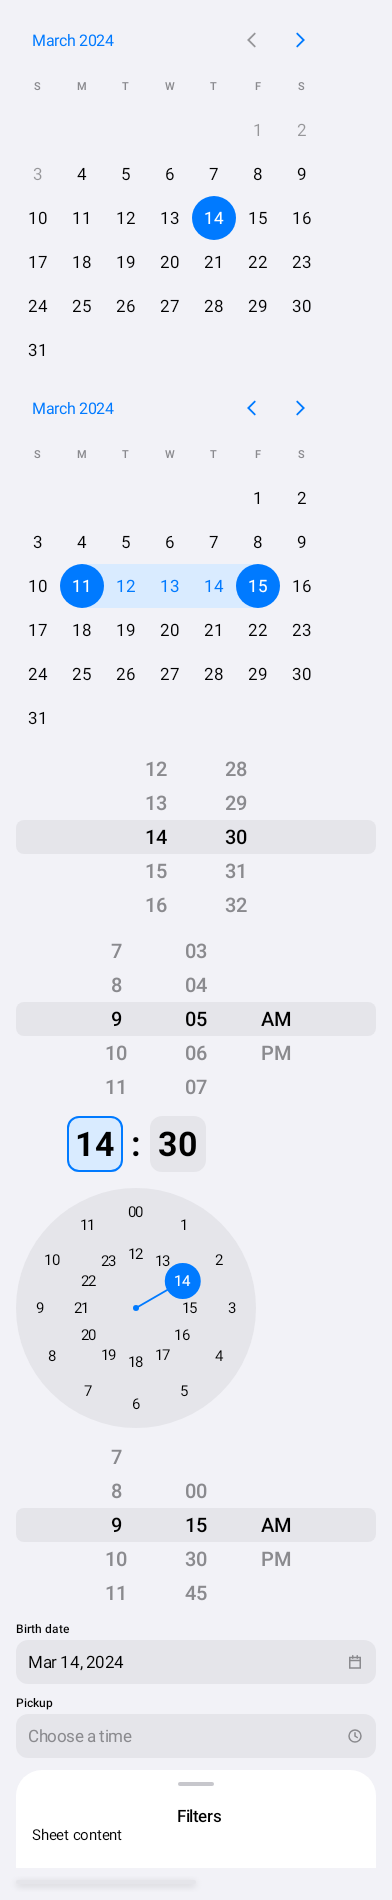 March 2024
S M T W T F S
1 2
3 4 5 6 7 8 9
10 11 12 13 14 15 16
17 18 19 20 21 22 23
24 25 26 27 28 29 30
31
March 2024
S M T W T F S
1 2
3 4 5 6 7 8 9
10 11 12 13 14 15 16
17 18 19 20 21 22 23
24 25 26 27 28 29 30
31
12 28
13 29
14 30
15 31
16 32
7 03
8 04
9 05 AM
10 06 PM
11 07
14 : 30
00
11 1
12
10 23 13 2
22 14
9 21 15 3
20 16
8 19 18 17 4
7 5
6
7
8 00
9 15 AM
10 30 PM
11 45
Birth date
Mar 14, 2024
Pickup
Choose a time
Filters
Sheet content